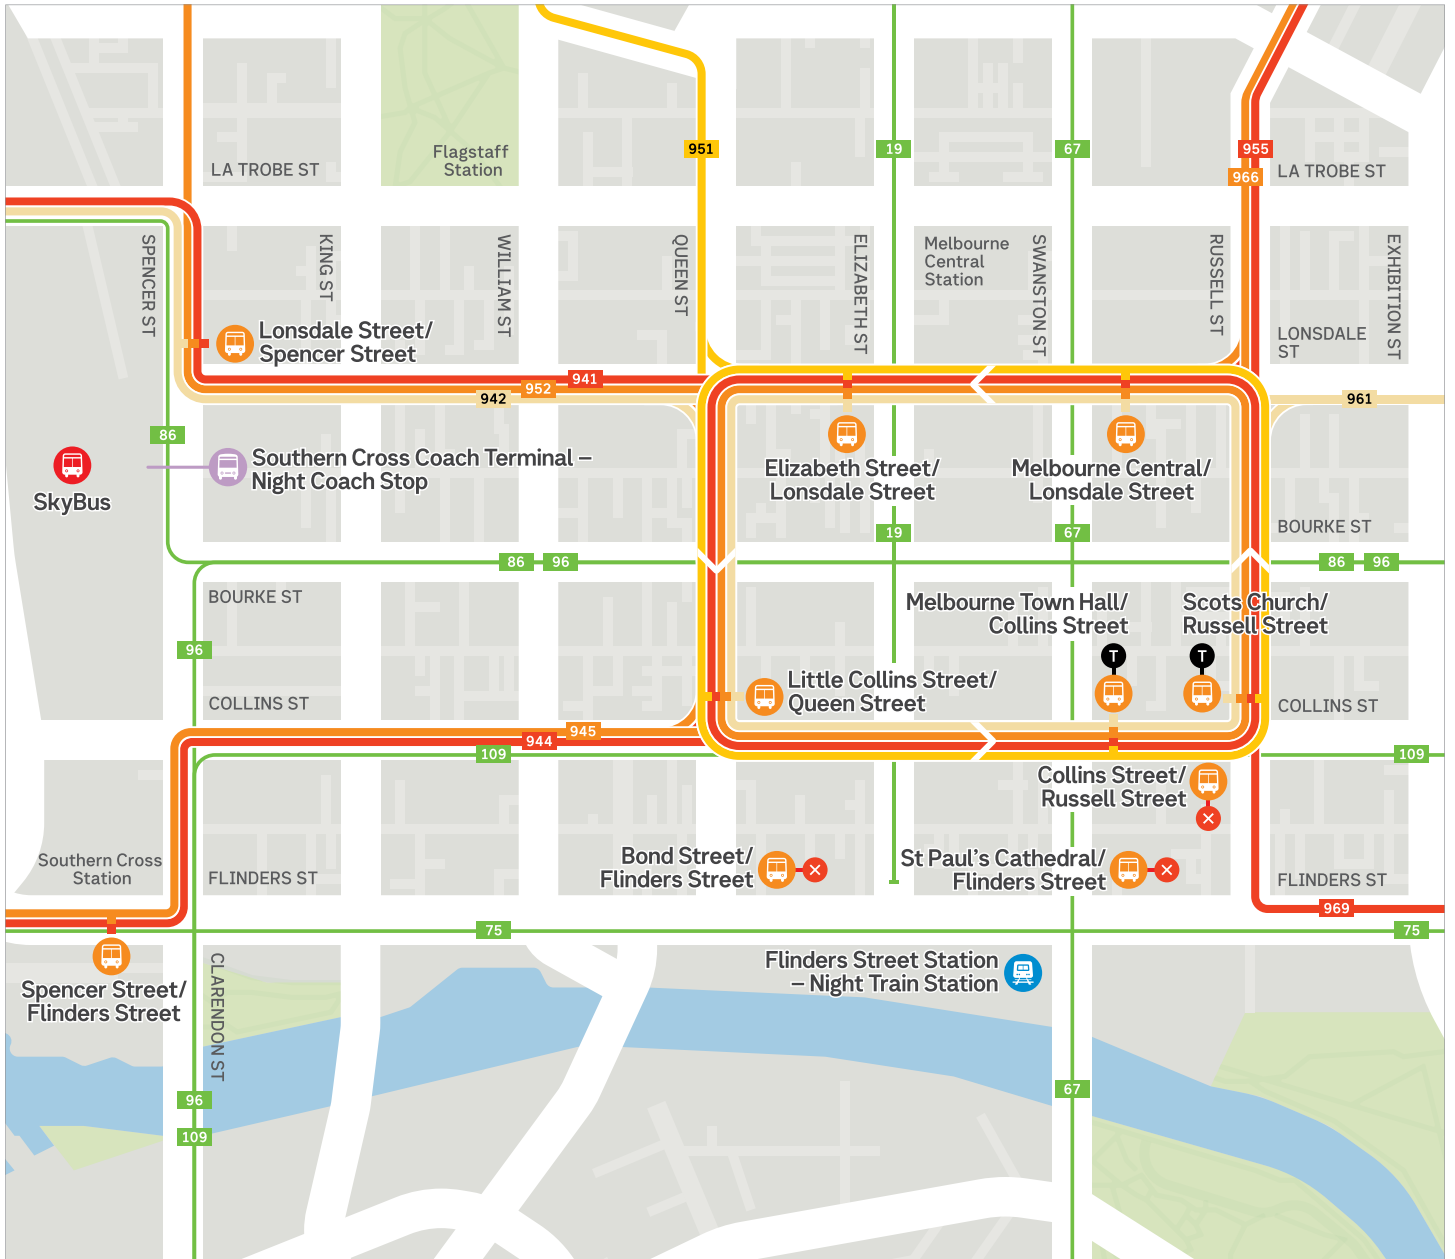 Flagstaff
Station
951
19
67
955
966
LA TROBE ST
LA TROBE ST
SPENCER ST
KING ST
WILLIAM ST
QUEEN ST
ELIZABETH ST
Melbourne
Central
Station
SWANSTON ST
RUSSELL ST
EXHIBITION ST
LONSDALE
ST
Lonsdale Street/
Spencer Street
941
952
942
961
86
SkyBus
Southern Cross Coach Terminal –
Night Coach Stop
Elizabeth Street/
Lonsdale Street
Melbourne Central/
Lonsdale Street
19
67
BOURKE ST
86
96
86
96
BOURKE ST
Melbourne Town Hall/
Collins Street
Scots Church/
Russell Street
T
T
96
Little Collins Street/
Queen Street
COLLINS ST
COLLINS ST
945
944
109
109
Collins Street/
Russell Street
Southern Cross
Station
FLINDERS ST
Bond Street/
Flinders Street
St Paul's Cathedral/
Flinders Street
FLINDERS ST
969
75
75
Spencer Street/
Flinders Street
CLARENDON ST
Flinders Street Station
– Night Train Station
96
109
67